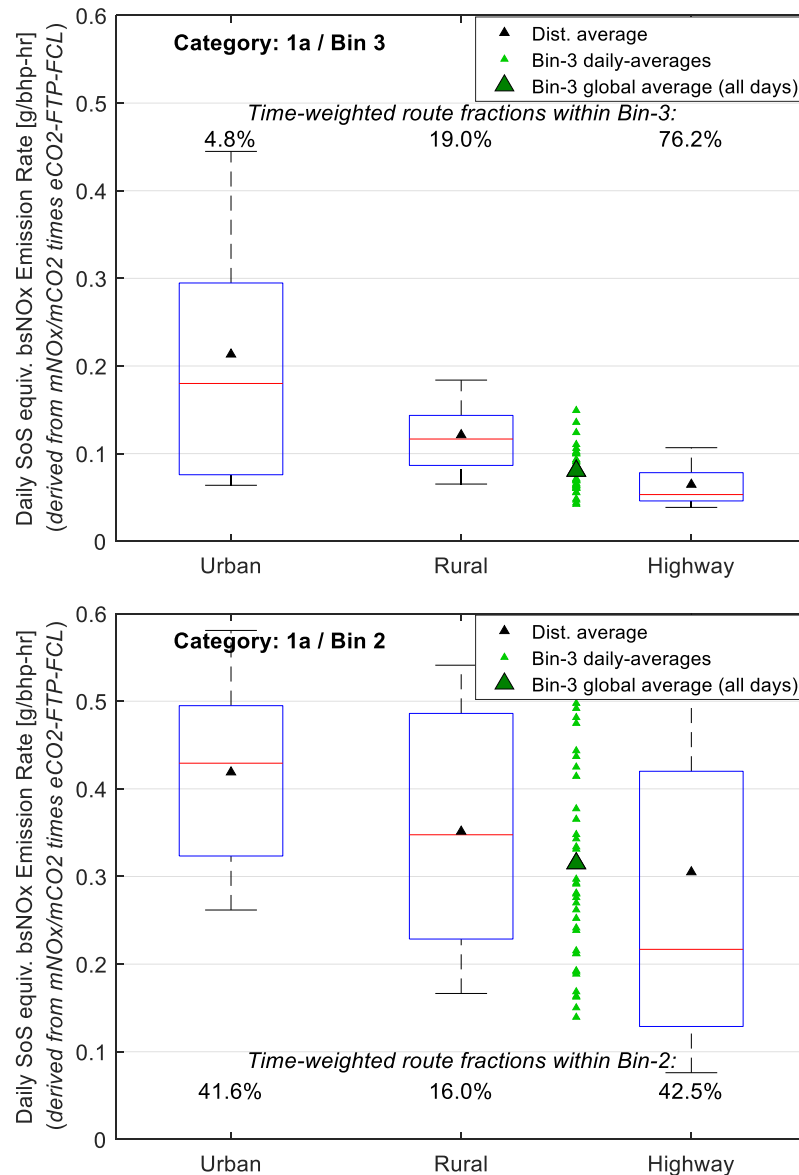 Daily SoS equiv. bsNOx Emission Rate [g/bhp-hr]
(derived from mNOx/mCO2 times eCO2-FTP-FCL)
0.6
0.5
0.4
0.3
0.2
0.1
0
Category: 1a / Bin 3
Dist. average
Bin-3 daily-averages
Bin-3 global average (all days)
Time-weighted route fractions within Bin-3:
4.8% 19.0% 76.2%
Urban Rural Highway
Daily SoS equiv. bsNOx Emission Rate [g/bhp-hr]
(derived from mNOx/mCO2 times eCO2-FTP-FCL)
0.6
0.5
0.4
0.3
0.2
0.1
0
Category: 1a / Bin 2
Dist. average
Bin-3 daily-averages
Bin-3 global average (all days)
Time-weighted route fractions within Bin-2:
41.6% 16.0% 42.5%
Urban Rural Highway